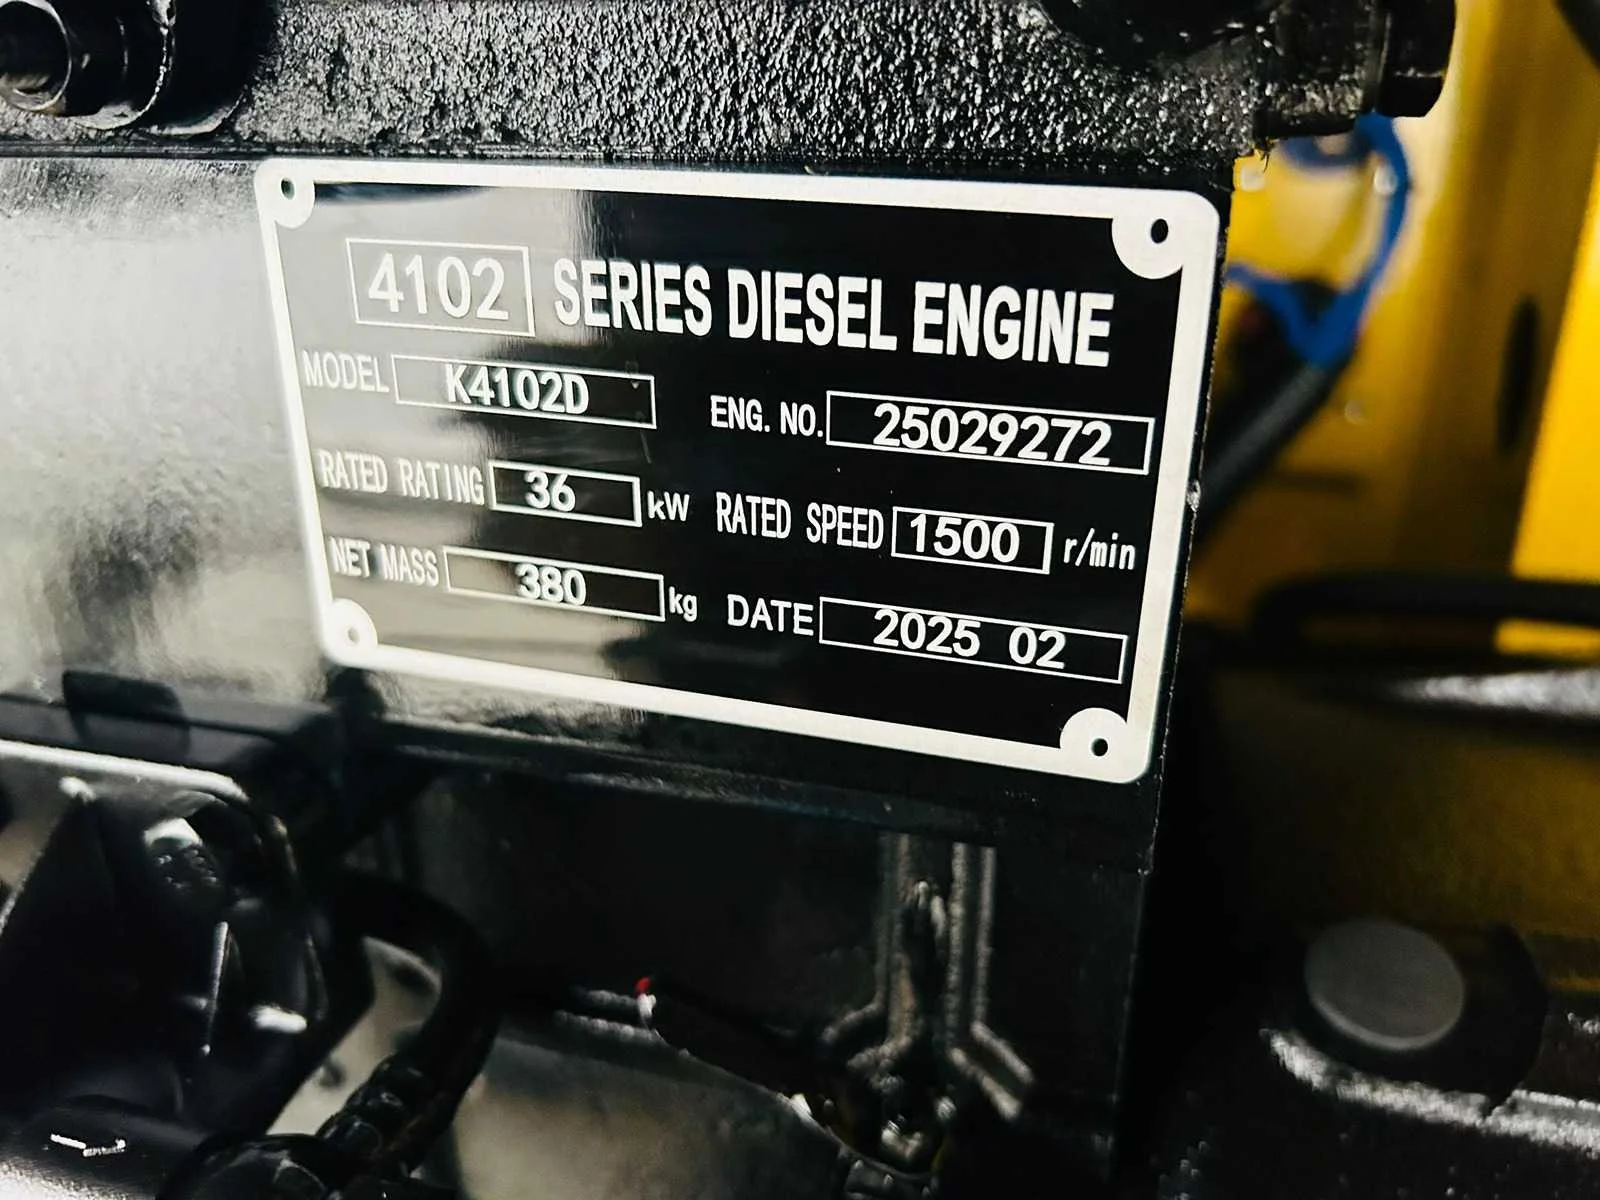 4102 SERIES DIESEL ENGINE
MODEL K4102D ENG. NO. 25029272
RATED RATING 36 kW RATED SPEED 1500 r/min
NET MASS 380 kg DATE 2025 02